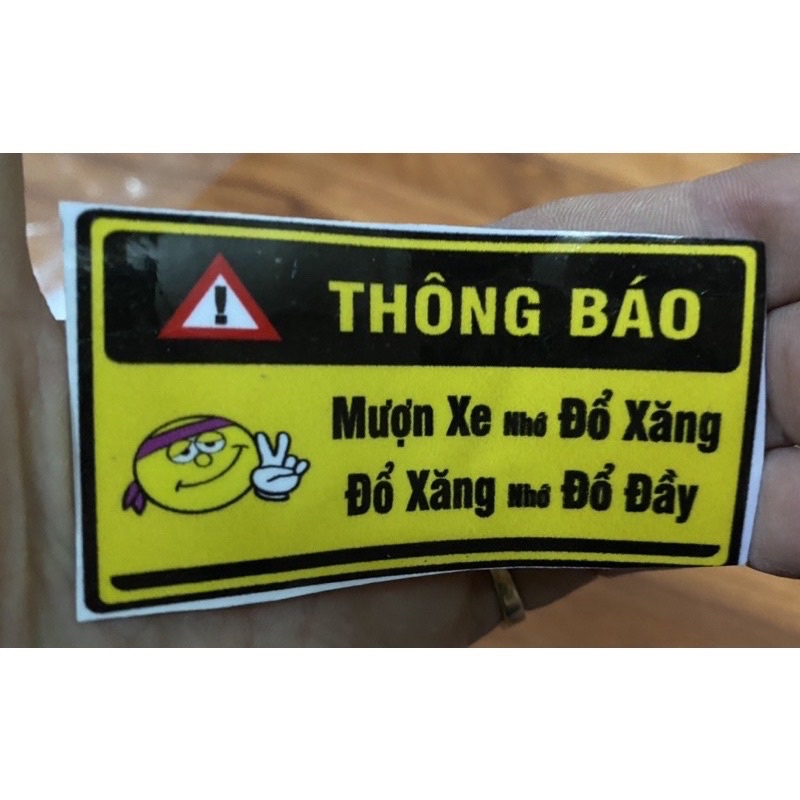 !
THÔNG BÁO
Mượn Xe Nhớ Đổ Xăng
Đổ Xăng Nhớ Đổ Đầy